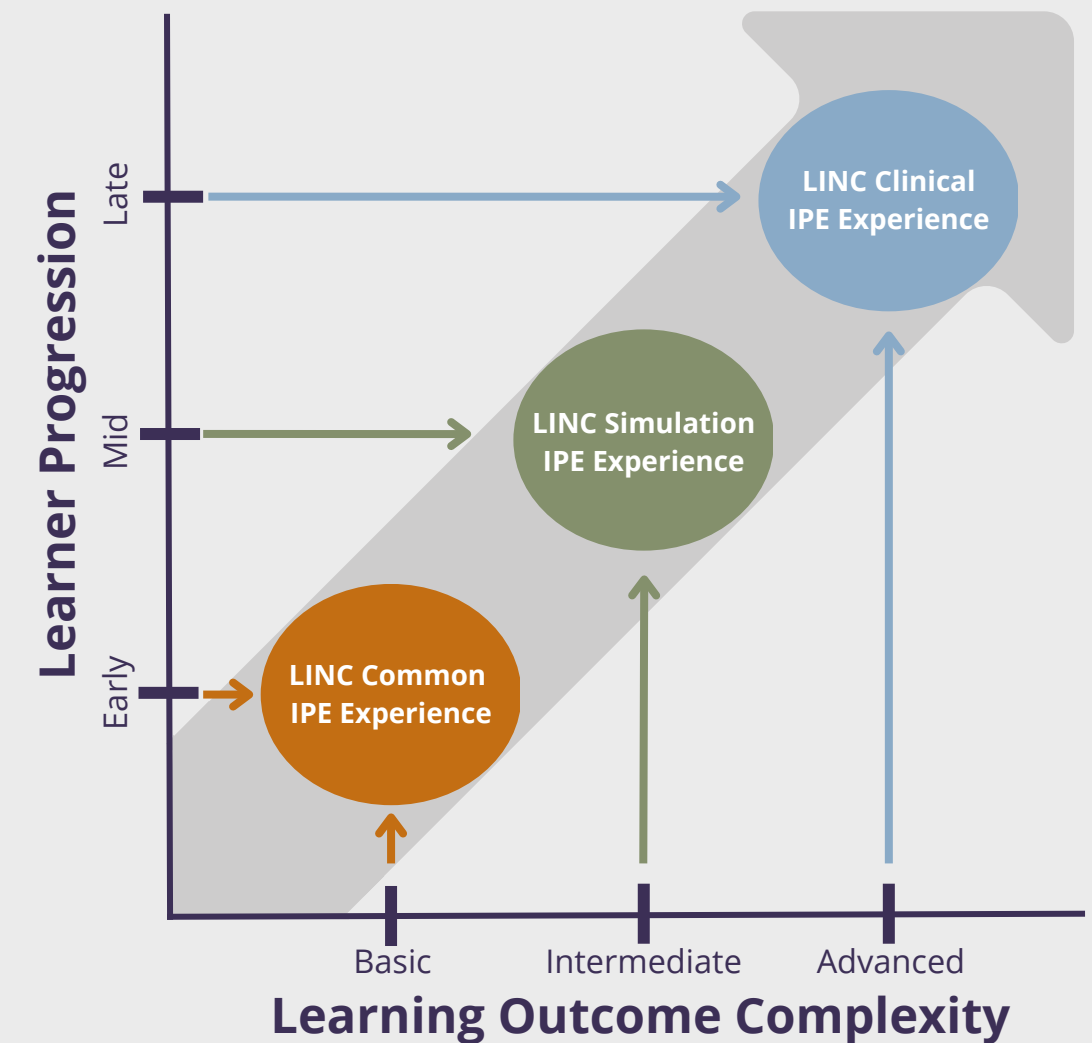 Learner Progression
Late
LINC Clinical
IPE Experience
Mid
LINC Simulation
IPE Experience
Early
LINC Common
IPE Experience
Basic
Intermediate
Advanced
Learning Outcome Complexity